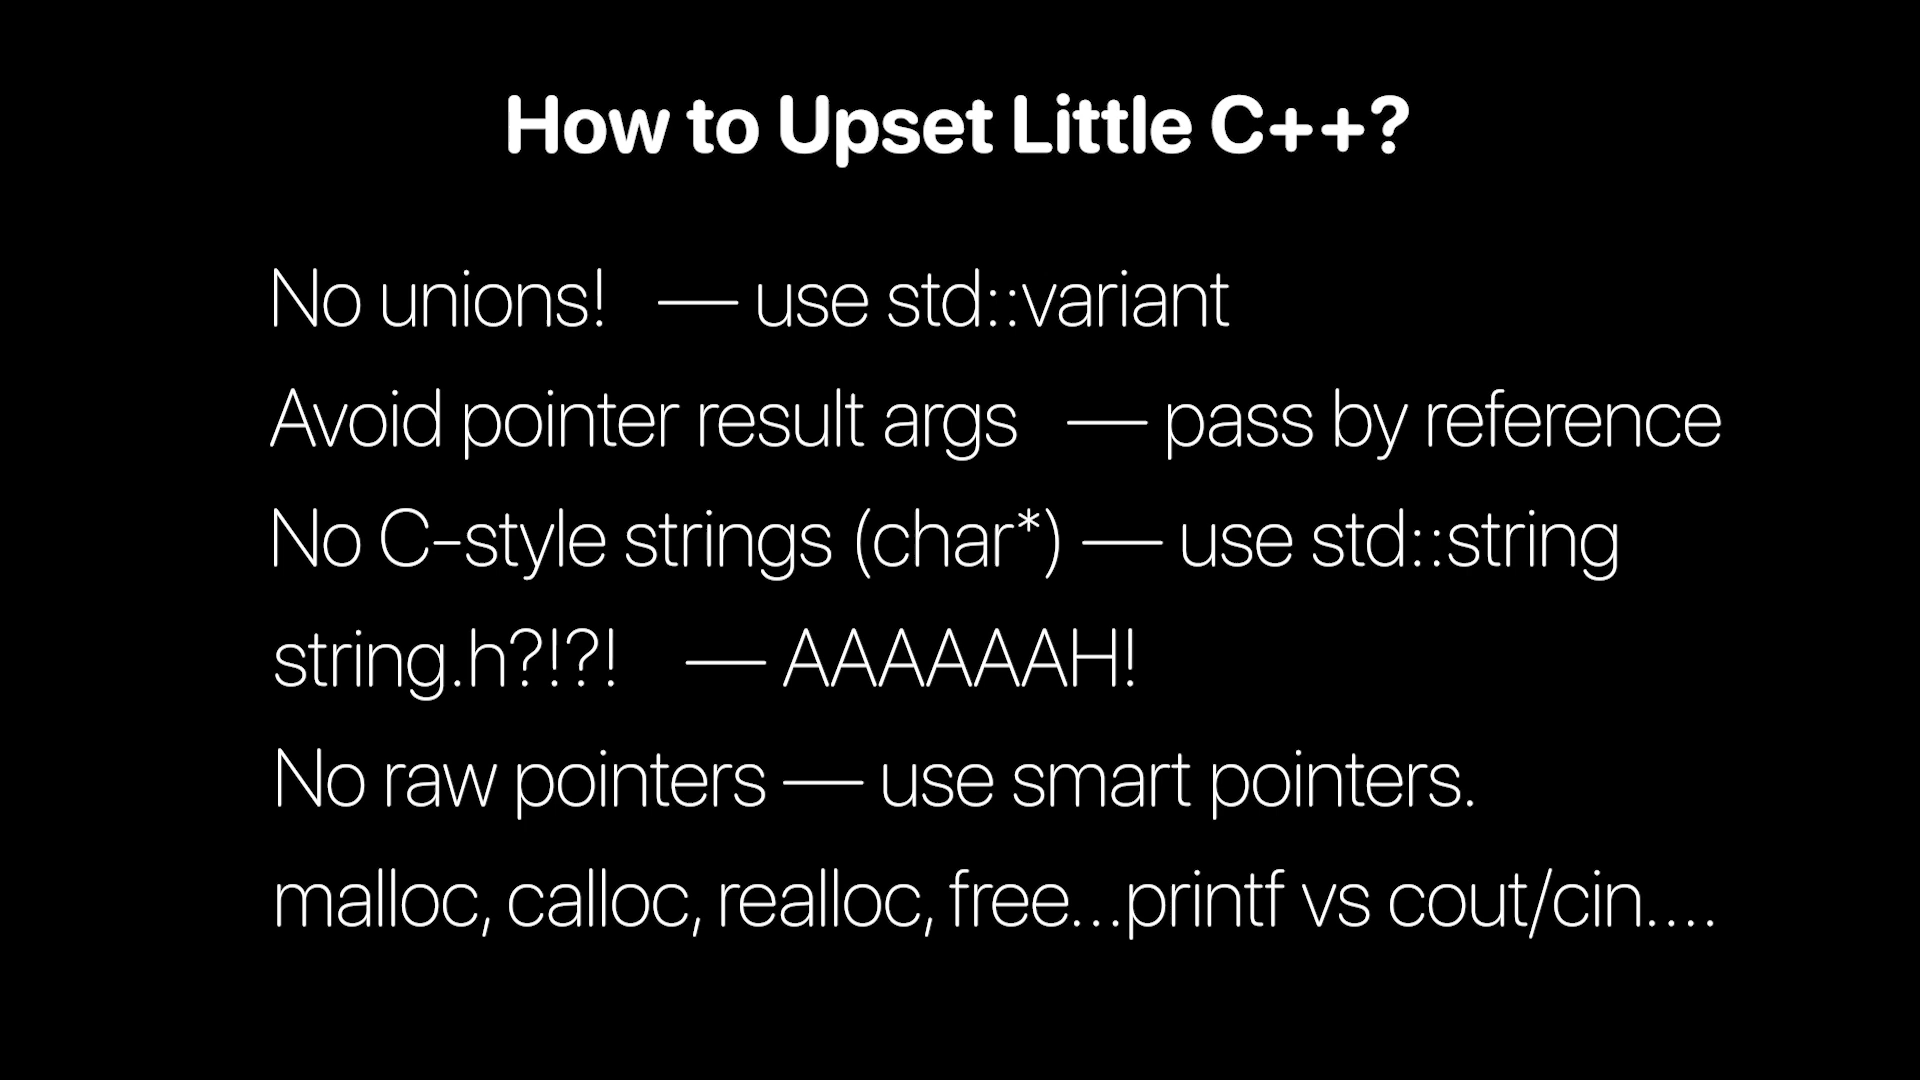 How to Upset Little C++?
No unions! — use std::variant
Avoid pointer result args — pass by reference
No C-style strings (char*) — use std::string
string.h?!?! — AAAAAAH!
No raw pointers — use smart pointers.
malloc, calloc, realloc, free...printf vs cout/cin....